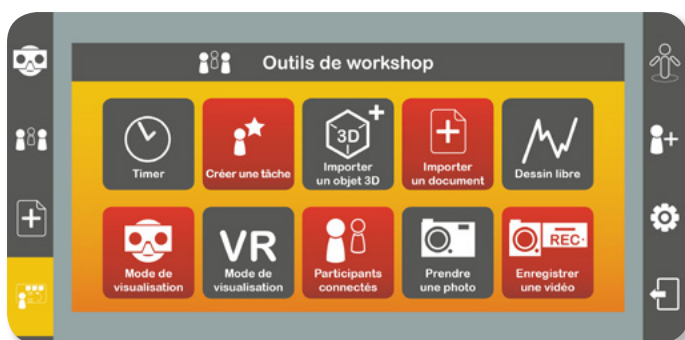 Outils de workshop
Timer
Créer une tâche
3D
Importer
un objet 3D
Importer
un document
Dessin libre
Mode de
visualisation
VR
Mode de
visualisation
Participants
connectés
Prendre
une photo
REC
Enregistrer
une vidéo